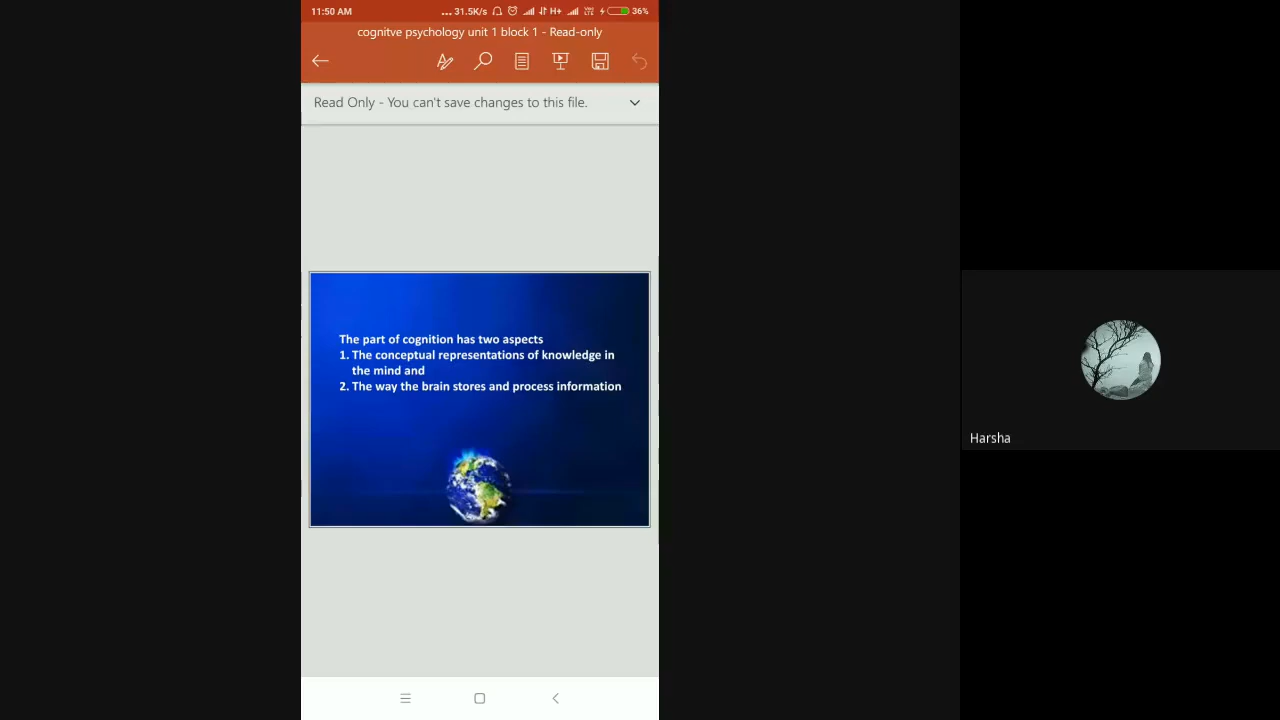 11:50 AM
... 31.5K/s H+ VoLTE 36%
cognitve psychology unit 1 block 1 - Read-only
Read Only - You can't save changes to this file.
The part of cognition has two aspects
1. The conceptual representations of knowledge in
the mind and
2. The way the brain stores and process information
Harsha